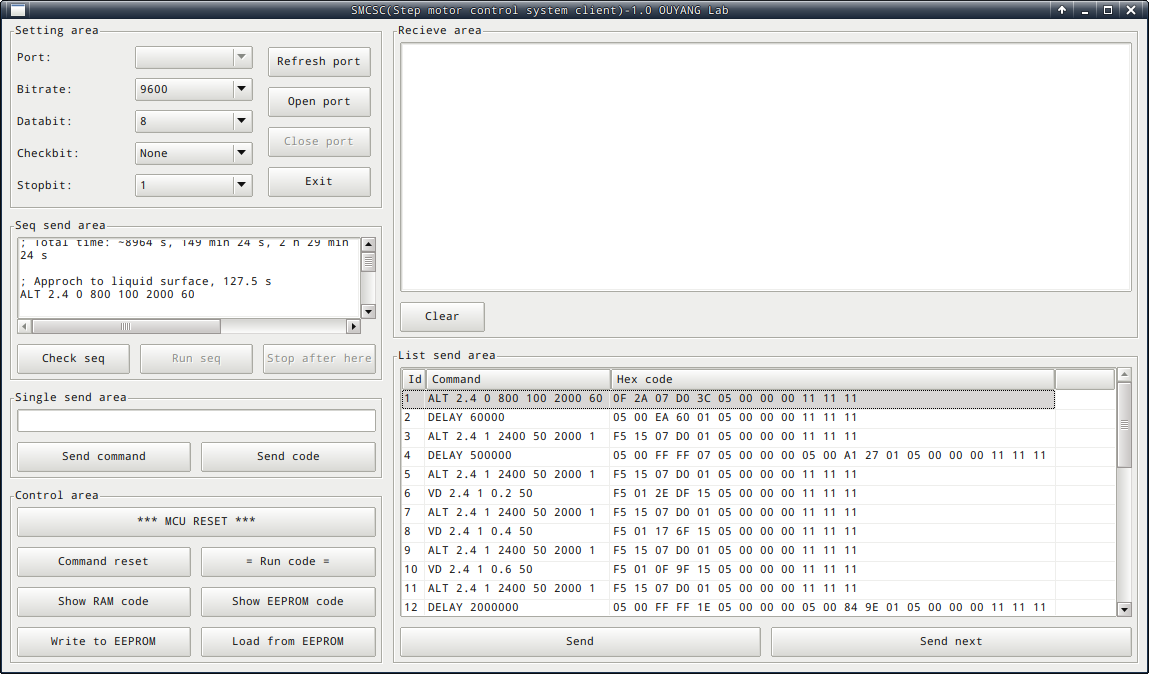 SMCSC(Step motor control system client)-1.0 OUYANG Lab
Setting area
Port:
Refresh port
Bitrate:
9600
Open port
Databit:
8
Close port
Checkbit:
None
Exit
Stopbit:
1
Seq send area
; Total time: ~8964 s, 149 min 24 s, 2 h 29 min
24 s
; Approch to liquid surface, 127.5 s
ALT 2.4 0 800 100 2000 60
Check seq
Run seq
Stop after here
Single send area
Send command
Send code
Control area
*** MCU RESET ***
Command reset
= Run code =
Show RAM code
Show EEPROM code
Write to EEPROM
Load from EEPROM
Recieve area
Clear
List send area
Id Command Hex code
1 ALT 2.4 0 800 100 2000 60 0F 2A 07 D0 3C 05 00 00 00 11 11 11
2 DELAY 60000 05 00 EA 60 01 05 00 00 00 11 11 11
3 ALT 2.4 1 2400 50 2000 1 F5 15 07 D0 01 05 00 00 00 11 11 11
4 DELAY 500000 05 00 FF FF 07 05 00 00 00 05 00 A1 27 01 05 00 00 00 11 11 11
5 ALT 2.4 1 2400 50 2000 1 F5 15 07 D0 01 05 00 00 00 11 11 11
6 VD 2.4 1 0.2 50 F5 01 2E DF 15 05 00 00 00 11 11 11
7 ALT 2.4 1 2400 50 2000 1 F5 15 07 D0 01 05 00 00 00 11 11 11
8 VD 2.4 1 0.4 50 F5 01 17 6F 15 05 00 00 00 11 11 11
9 ALT 2.4 1 2400 50 2000 1 F5 15 07 D0 01 05 00 00 00 11 11 11
10 VD 2.4 1 0.6 50 F5 01 0F 9F 15 05 00 00 00 11 11 11
11 ALT 2.4 1 2400 50 2000 1 F5 15 07 D0 01 05 00 00 00 11 11 11
12 DELAY 2000000 05 00 FF FF 1E 05 00 00 00 05 00 84 9E 01 05 00 00 00 11 11 11
Send
Send next